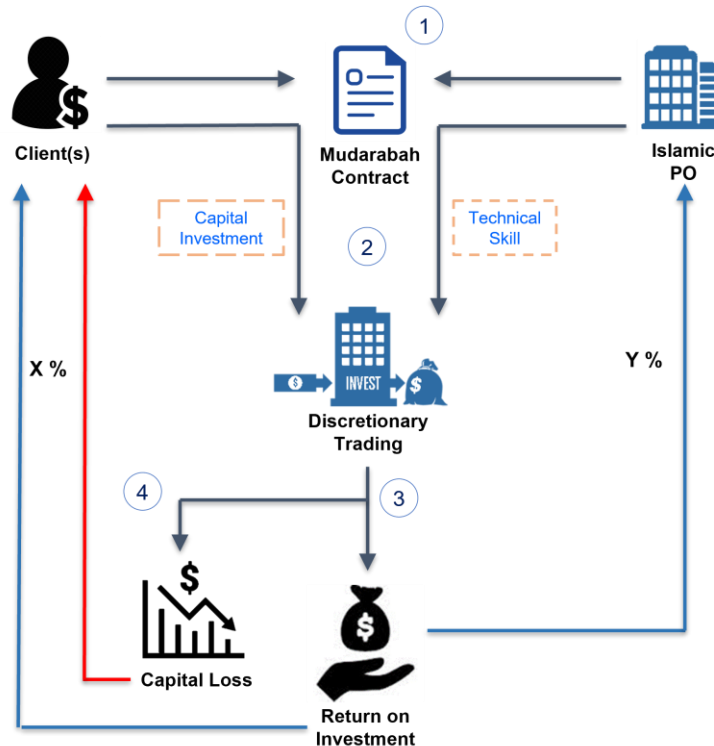 1
Client(s)
Mudarabah
Contract
Islamic
PO
Capital
Investment
Technical
Skill
2
X %
Y %
INVEST
$
Discretionary
Trading
4
3
$
$
Capital Loss
Return on
Investment